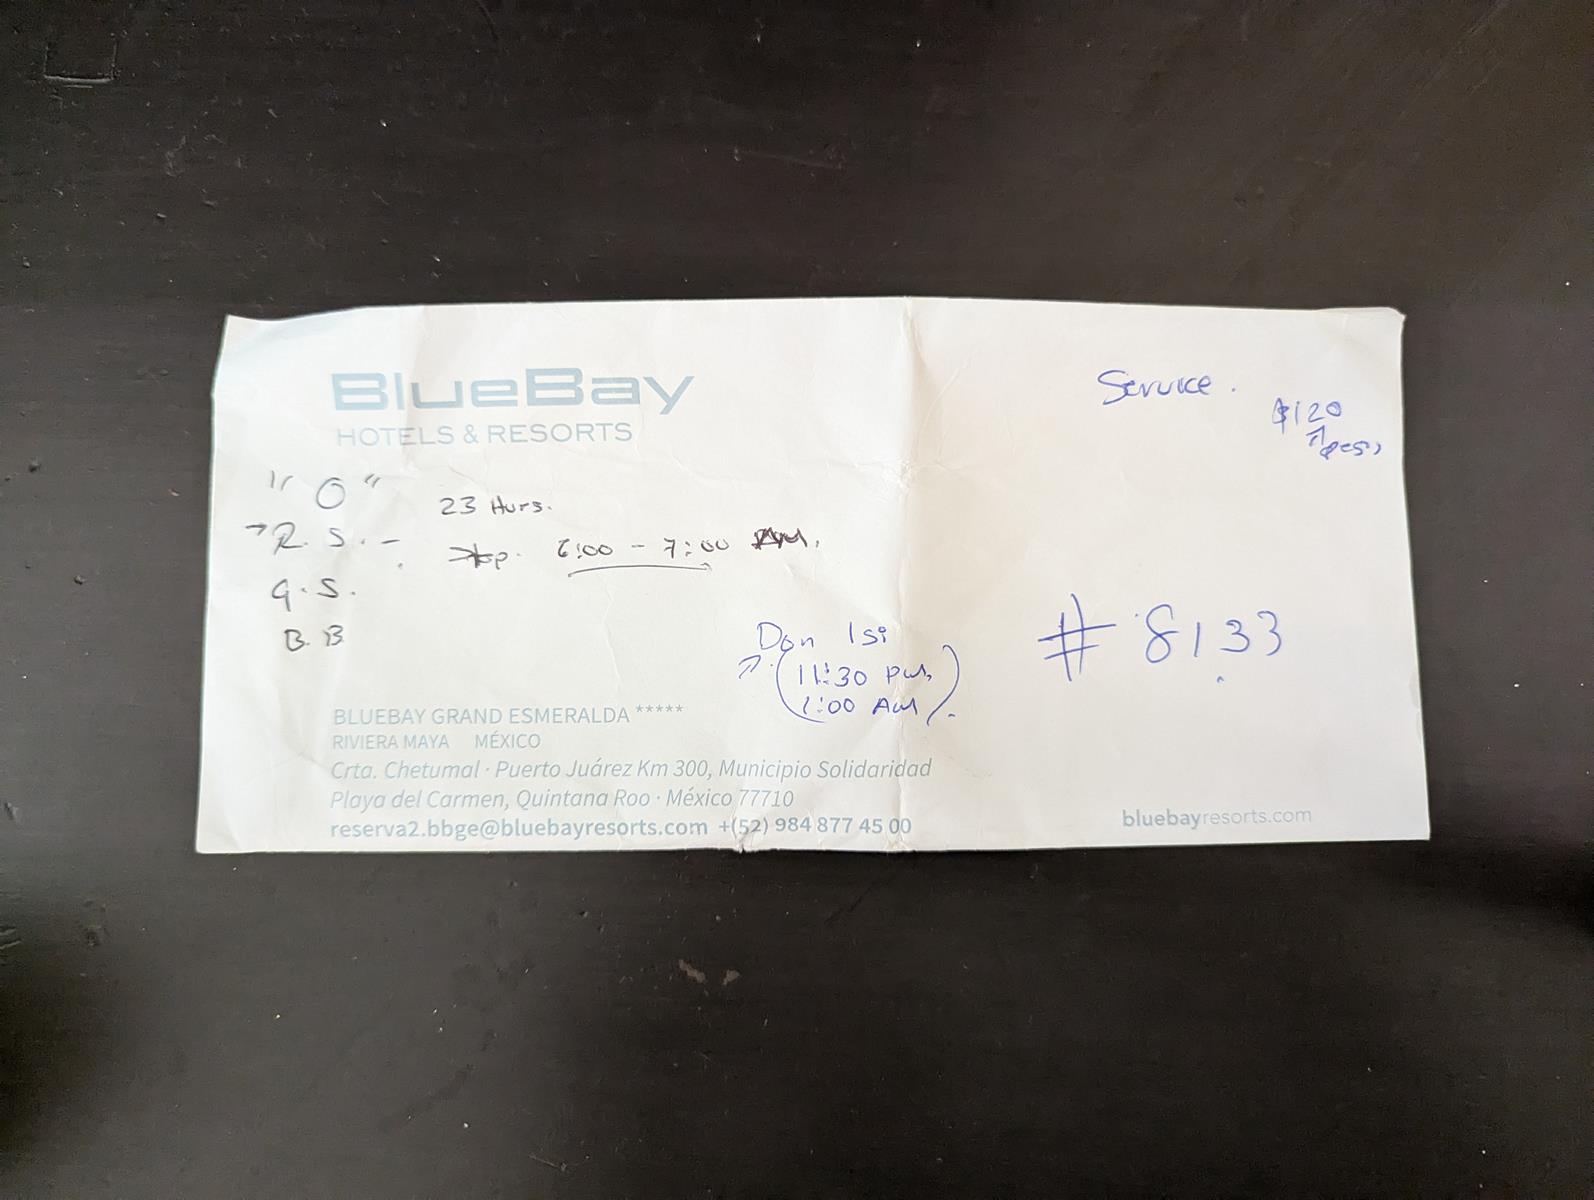 BlueBay
HOTELS & RESORTS
Service.
$120
pesos
"O"
23 Hurs.
R. S. -
6:00 - 7:00 AM.
G. S.
B. B
# 8133
Don Isi
(11:30 PM,
1:00 AM).
BLUEBAY GRAND ESMERALDA *****
RIVIERA MAYA MÉXICO
Crta. Chetumal · Puerto Juárez Km 300, Municipio Solidaridad
Playa del Carmen, Quintana Roo · México 77710
reserva2.bbge@bluebayresorts.com +(52) 984 877 45 00
bluebayresorts.com